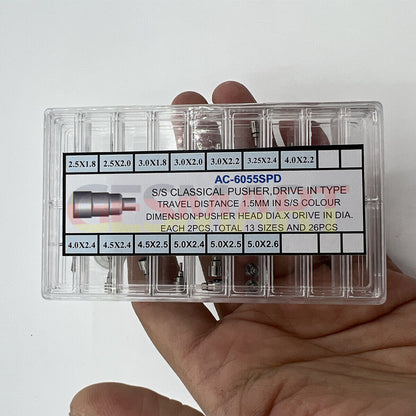 2.5X1.8 2.5X2.0 3.0X1.8 3.0X2.0 3.0X2.2 3.25X2.4 4.0X2.2
AC-6055SPD
S/S CLASSICAL PUSHER,DRIVE IN TYPE
TRAVEL DISTANCE 1.5MM IN S/S COLOUR
DIMENSION:PUSHER HEAD DIA.X DRIVE IN DIA.
EACH 2PCS,TOTAL 13 SIZES AND 26PCS
4.0X2.4 4.5X2.4 4.5X2.5 5.0X2.4 5.0X2.5 5.0X2.6